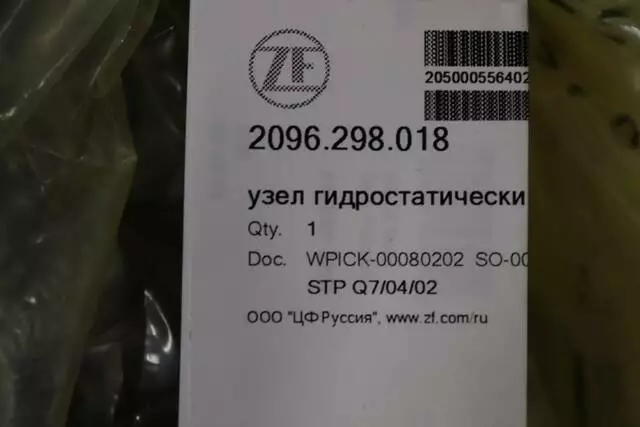 ZF
205000556402
2096.298.018
узел гидростатически
Qty. 1
Doc. WPICK-00080202 SO-00
STP Q7/04/02
ООО "ЦФ Руссия", www.zf.com/ru